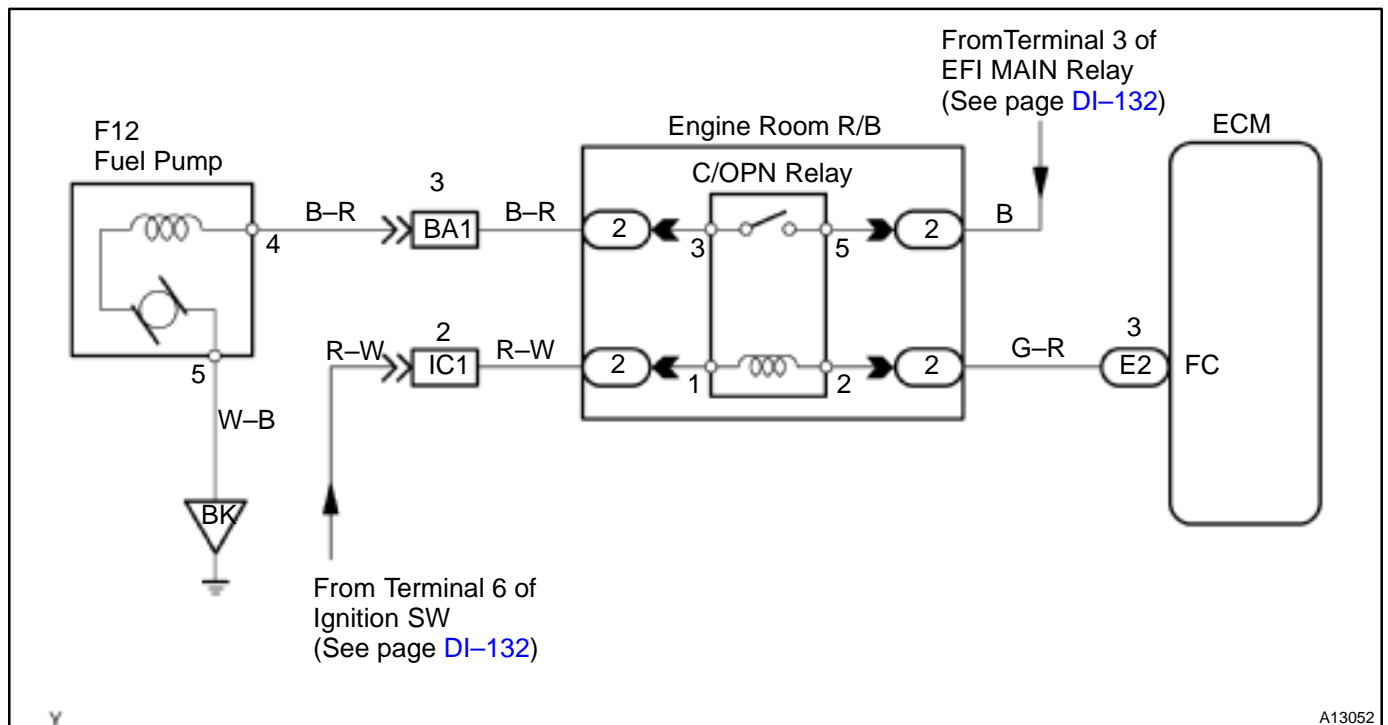 FromTerminal 3 of
EFI MAIN Relay
(See page DI–132)
F12
Fuel Pump
Engine Room R/B
ECM
C/OPN Relay
3
B–R
BA1
B–R
2
2
B
4
3
5
2
3
R–W
IC1
R–W
2
2
G–R
E2
FC
5
1
2
W–B
BK
From Terminal 6 of
Ignition SW
(See page DI–132)
Y
A13052